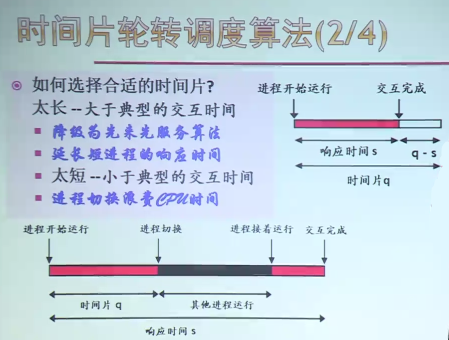 时间片轮转调度算法(2/4)
如何选择合适的时间片?
太长--大于典型的交互时间
降级为先来先服务算法
延长短进程的响应时间
太短--小于典型的交互时间
进程切换浪费CPU时间
进程开始运行 交互完成
响应时间 s q - s
时间片q
进程开始运行 进程切换 进程接着运行 交互完成
时间片 q 其他进程运行
响应时间 s